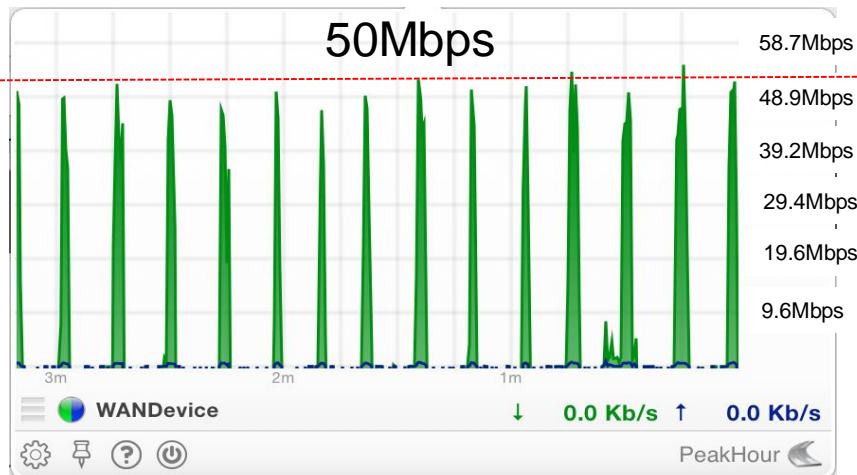 50Mbps
58.7Mbps
48.9Mbps
39.2Mbps
29.4Mbps
19.6Mbps
9.6Mbps
3m 2m 1m
WANDevice ↓ 0.0 Kb/s ↑ 0.0 Kb/s
? PeakHour